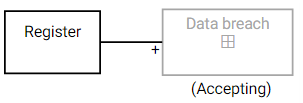 Register
Data breach
+
(Accepting)